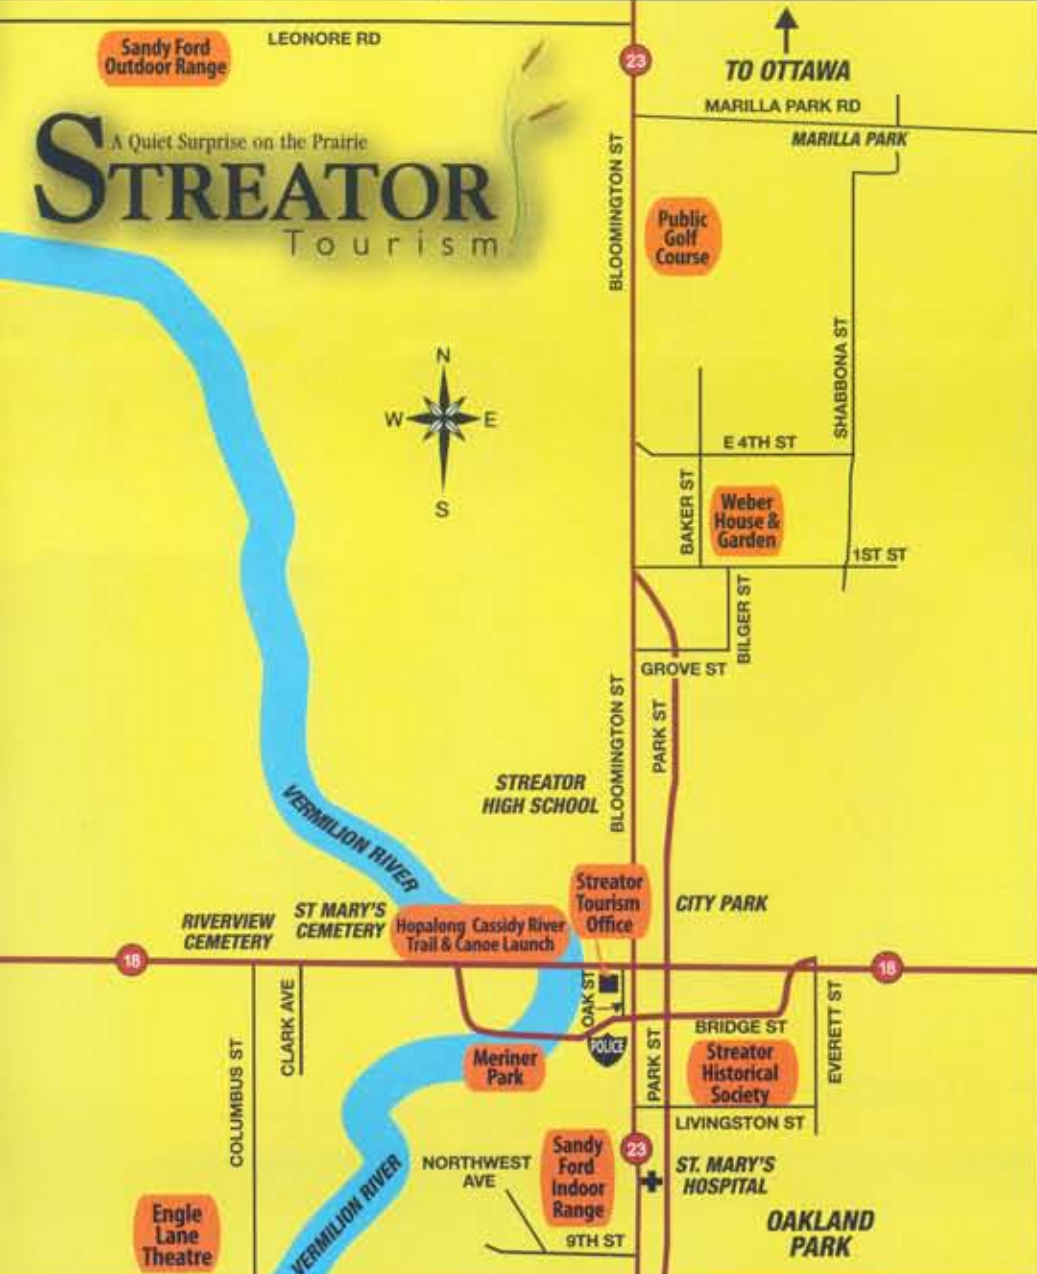 LEONORE RD
Sandy Ford
Outdoor Range
23
TO OTTAWA
MARILLA PARK RD
MARILLA PARK
A Quiet Surprise on the Prairie
STREATOR
Tourism
BLOOMINGTON ST
Public
Golf
Course
SHABBONA ST
N
W
E
S
E 4TH ST
BAKER ST
Weber
House &
Garden
1ST ST
BILGER ST
GROVE ST
BLOOMINGTON ST
PARK ST
STREATOR
HIGH SCHOOL
VERMILION RIVER
Streator
Tourism
Office
CITY PARK
RIVERVIEW
CEMETERY
ST MARY'S
CEMETERY
Hopalong Cassidy River
Trail & Canoe Launch
18
18
OAK ST
CLARK AVE
COLUMBUS ST
BRIDGE ST
EVERETT ST
POLICE
Meriner
Park
PARK ST
Streator
Historical
Society
LIVINGSTON ST
23
Sandy
Ford
Indoor
Range
NORTHWEST
AVE
ST. MARY'S
HOSPITAL
VERMILION RIVER
Engle
Lane
Theatre
9TH ST
OAKLAND
PARK